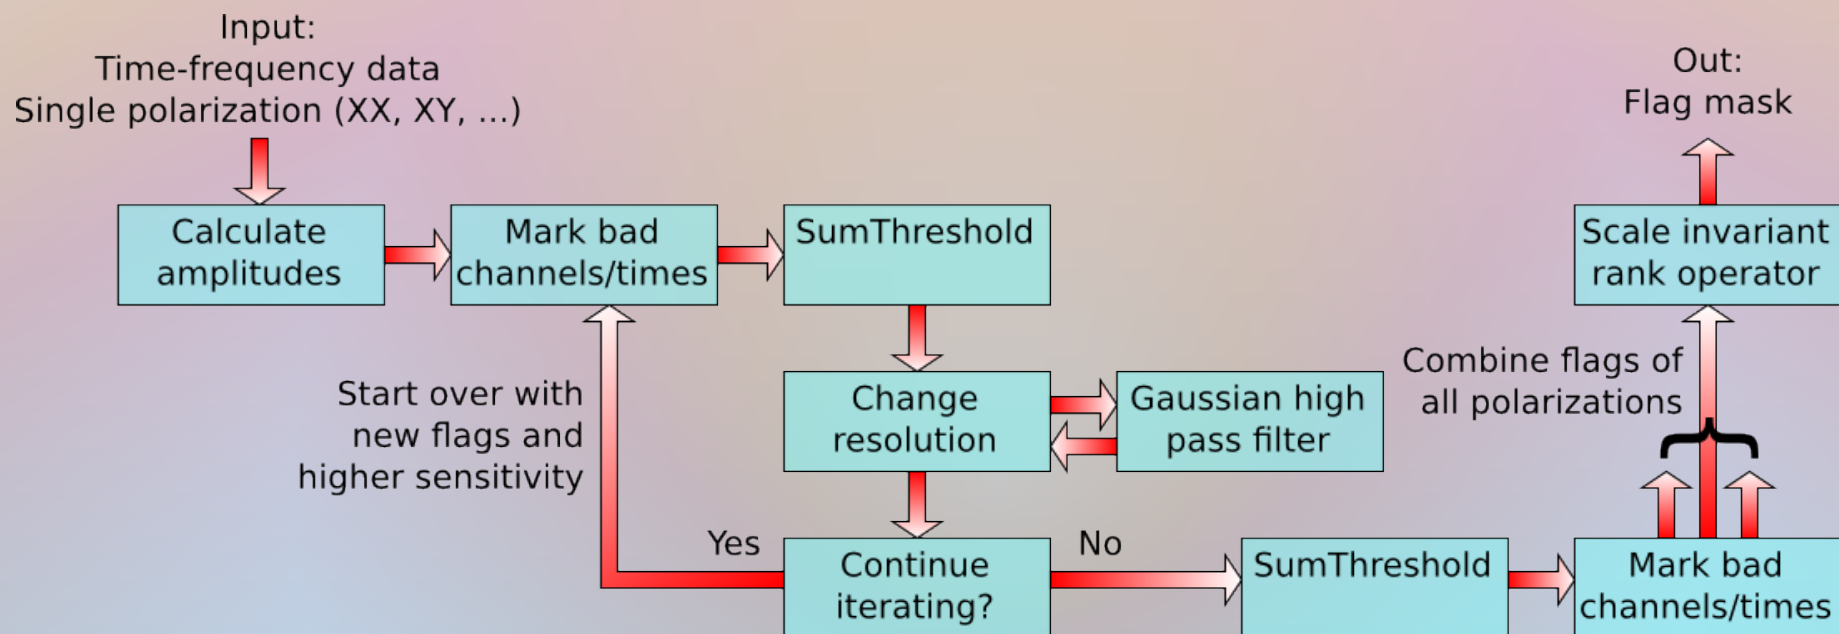 Input:
Time-frequency data
Single polarization (XX, XY, ...)
Out:
Flag mask
Calculate
amplitudes
Mark bad
channels/times
SumThreshold
Scale invariant
rank operator
Start over with
new flags and
higher sensitivity
Change
resolution
Gaussian high
pass filter
Combine flags of
all polarizations
Yes
Continue
iterating?
No
SumThreshold
Mark bad
channels/times